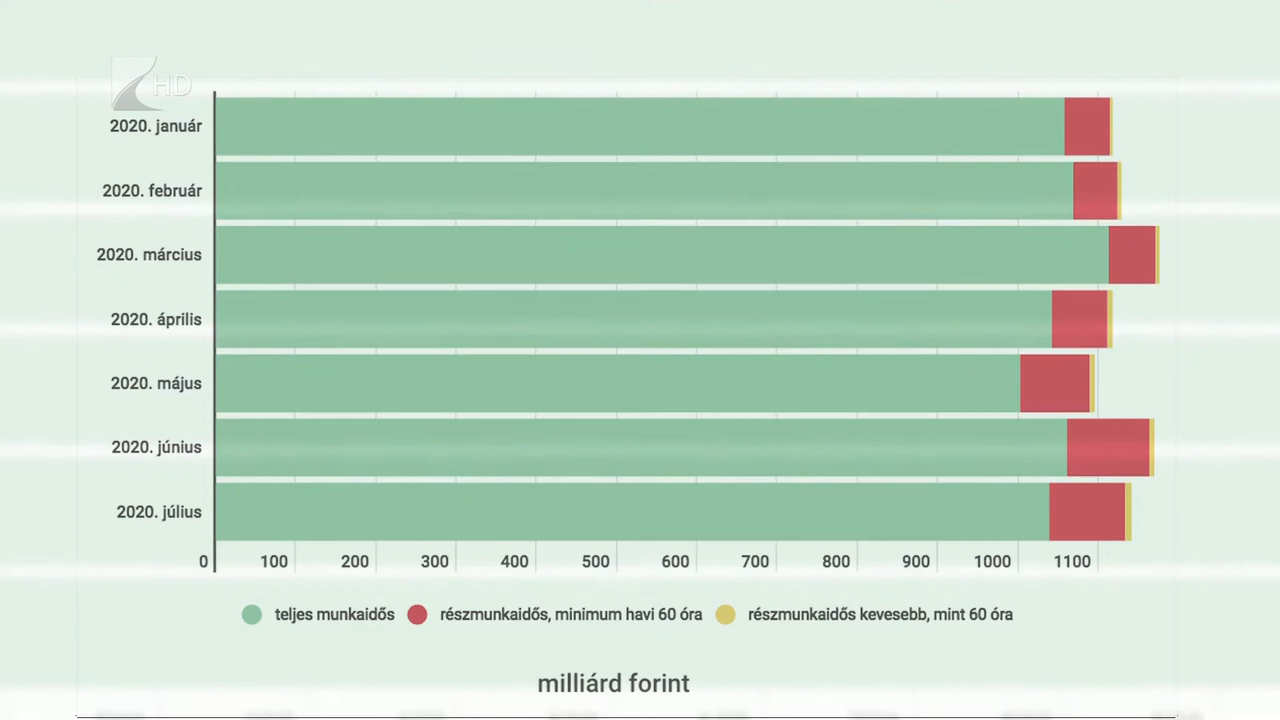 HD
2020. január
2020. február
2020. március
2020. április
2020. május
2020. június
2020. július
0 100 200 300 400 500 600 700 800 900 1000 1100
teljes munkaidős részmunkaidős, minimum havi 60 óra részmunkaidős kevesebb, mint 60 óra
milliárd forint